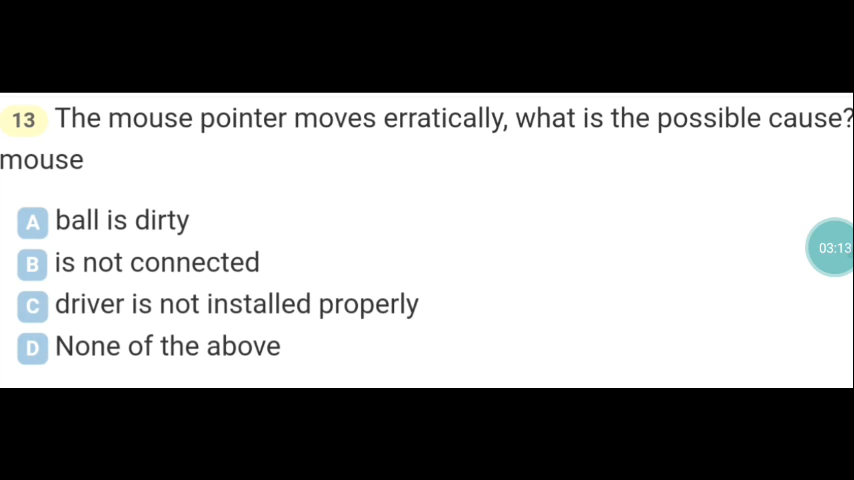 13 The mouse pointer moves erratically, what is the possible cause?
mouse
A ball is dirty
B is not connected
03:13
C driver is not installed properly
D None of the above